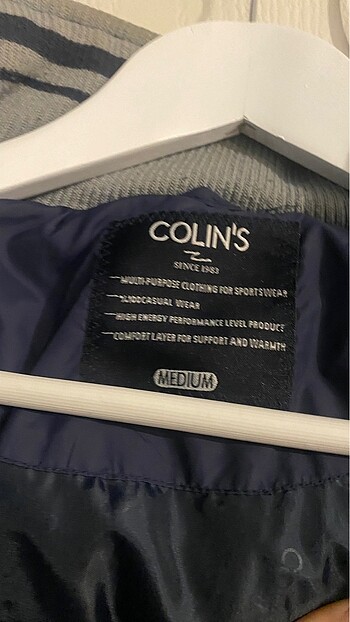 COLIN'S
SINCE 1983
MULTI-PURPOSE CLOTHING FOR SPORTSWEAR
CASUAL WEAR
HIGH ENERGY PERFORMANCE LEVEL PRODUCT
COMFORT LAYER FOR SUPPORT AND WARMTH
MEDIUM